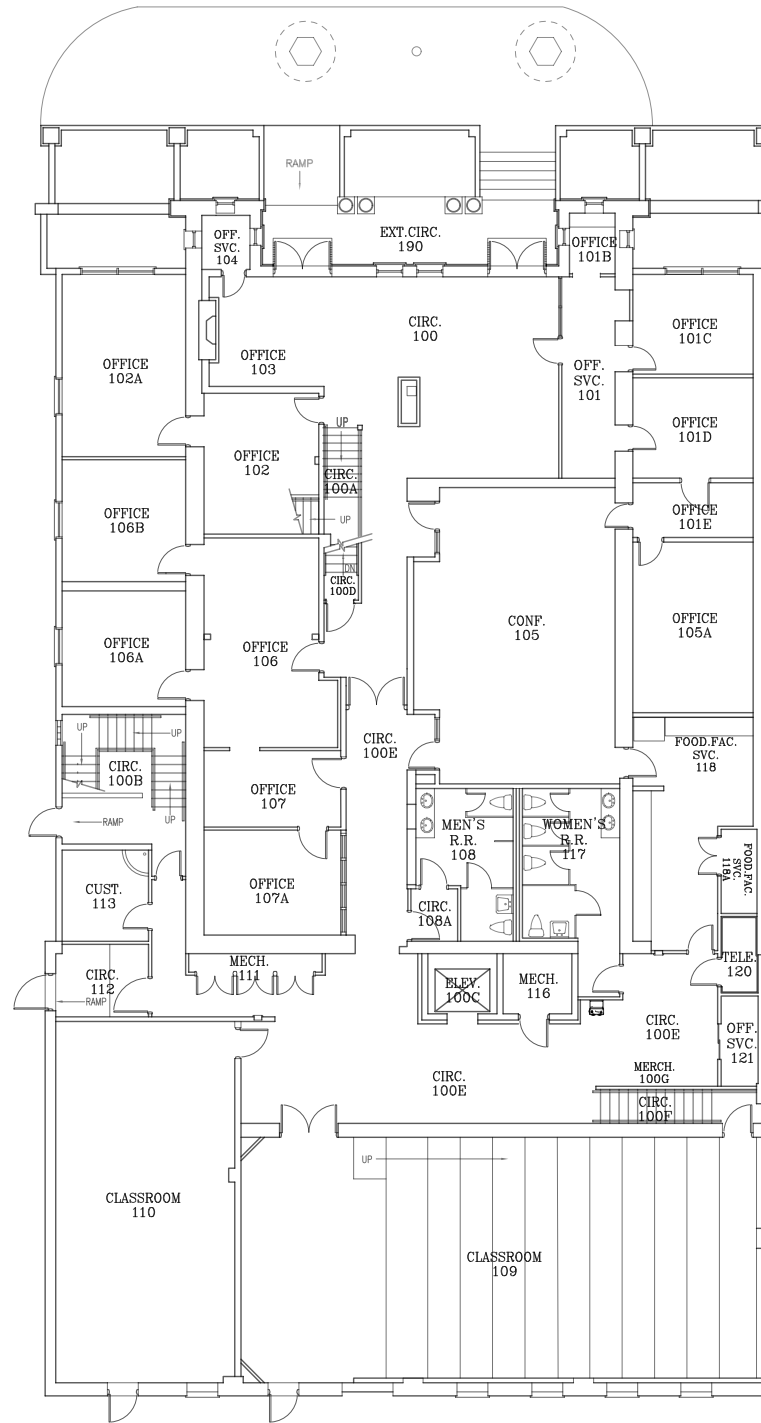 RAMP
OFF.
SVC.
104
EXT.CIRC.
190
OFFICE
101B
CIRC.
100
OFFICE
101C
OFFICE
103
OFFICE
102A
OFF.
SVC.
101
OFFICE
101D
UP
OFFICE
102
CIRC.
100A
OFFICE
106B
UP
OFFICE
101E
DN
CIRC.
100D
OFFICE
106A
OFFICE
106
CONF.
105
OFFICE
105A
UP
UP
CIRC.
100E
FOOD.FAC.
SVC.
118
CIRC.
100B
OFFICE
107
RAMP
UP
MEN'S
R.R.
108
WOMEN'S
R.R.
117
FOOD.FAC.
SVC.
118A
CUST.
113
OFFICE
107A
CIRC.
108A
MECH.
111
CIRC.
112
RAMP
ELEV.
100C
MECH.
116
TELE.
120
CIRC.
100E
OFF.
SVC.
121
MERCH.
100G
CIRC.
100E
CIRC.
100F
UP
CLASSROOM
110
CLASSROOM
109